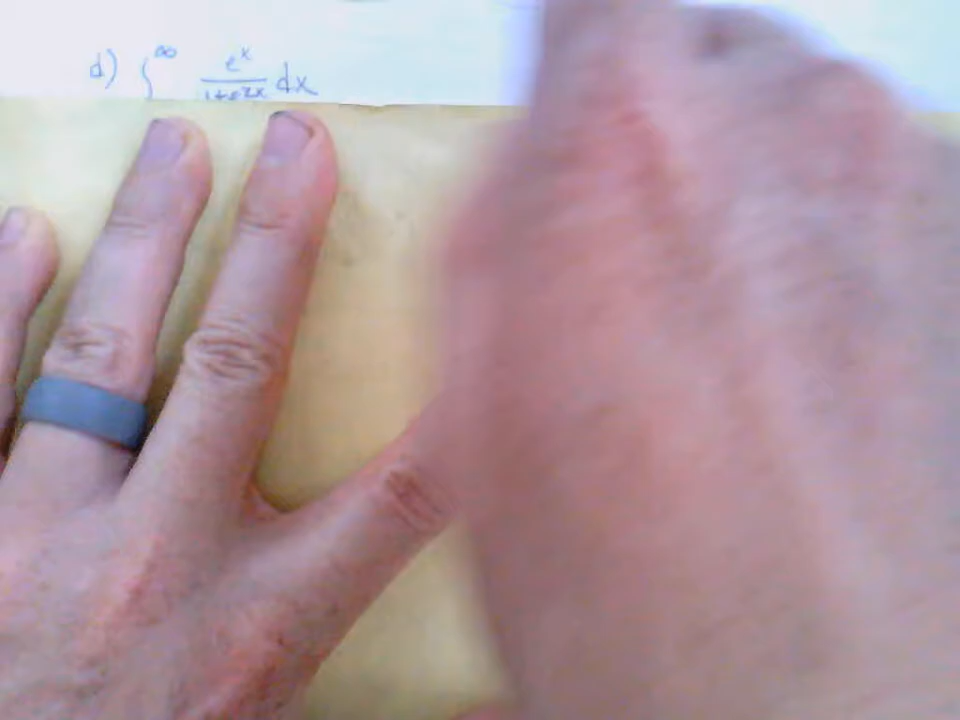 d) ∫^∞ e^x / 1+e^2x dx